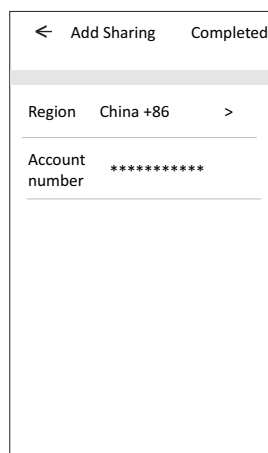 ← Add Sharing Completed
Region China +86 >
Account
number ***********